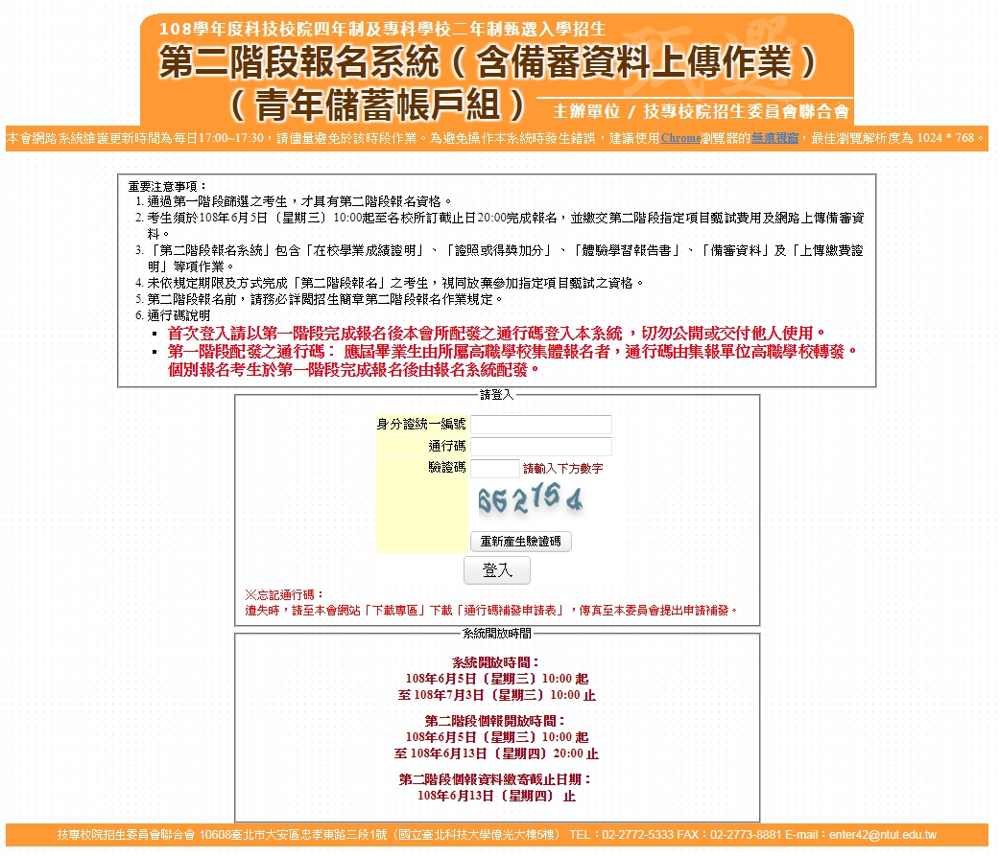 108學年度科技校院四年制及專科學校二年制甄選入學招生
甄選
第二階段報名系統（含備審資料上傳作業）
（青年儲蓄帳戶組）
主辦單位 / 技專校院招生委員會聯合會
本會網路系統維護更新時間為每日17:00~17:30，請儘量避免於該時段作業。為避免操作本系統時發生錯誤，建議使用Chrome瀏覽器的無痕視窗，最佳瀏覽解析度為 1024 * 768。
重要注意事項：
1. 通過第一階段篩選之考生，才具有第二階段報名資格。
2. 考生須於108年6月5日〔星期三〕10:00起至各校所訂截止日20:00完成報名，並繳交第二階段指定項目甄試費用及網路上傳備審資
料。
3. 「第二階段報名系統」包含「在校學業成績證明」、「證照或得獎加分」、「體驗學習報告書」、「備審資料」及「上傳繳費證
明」等項作業。
4. 未依規定期限及方式完成「第二階段報名」之考生，視同放棄參加指定項目甄試之資格。
5. 第二階段報名前，請務必詳閱招生簡章第二階段報名作業規定。
6. 通行碼說明
▪ 首次登入請以第一階段完成報名後本會所配發之通行碼登入本系統，切勿公開或交付他人使用。
▪ 第一階段配發之通行碼： 應屆畢業生由所屬高職學校集體報名者，通行碼由集報單位高職學校轉發。
個別報名考生於第一階段完成報名後由報名系統配發。
請登入
身分證統一編號
通行碼
驗證碼 請輸入下方數字
662154
重新產生驗證碼
登入
※忘記通行碼：
遺失時，請至本會網站「下載專區」下載「通行碼補發申請表」，傳真至本委員會提出申請補發。
系統開放時間
系統開放時間：
108年6月5日〔星期三〕10:00 起
至 108年7月3日〔星期三〕10:00 止
第二階段個報開放時間：
108年6月5日〔星期三〕10:00 起
至 108年6月13日〔星期四〕20:00 止
第二階段個報資料繳寄截止日期：
108年6月13日〔星期四〕 止
技專校院招生委員會聯合會 10608臺北市大安區忠孝東路三段1號（國立臺北科技大學億光大樓5樓） TEL：02-2772-5333 FAX：02-2773-8881 E-mail：enter42@ntut.edu.tw